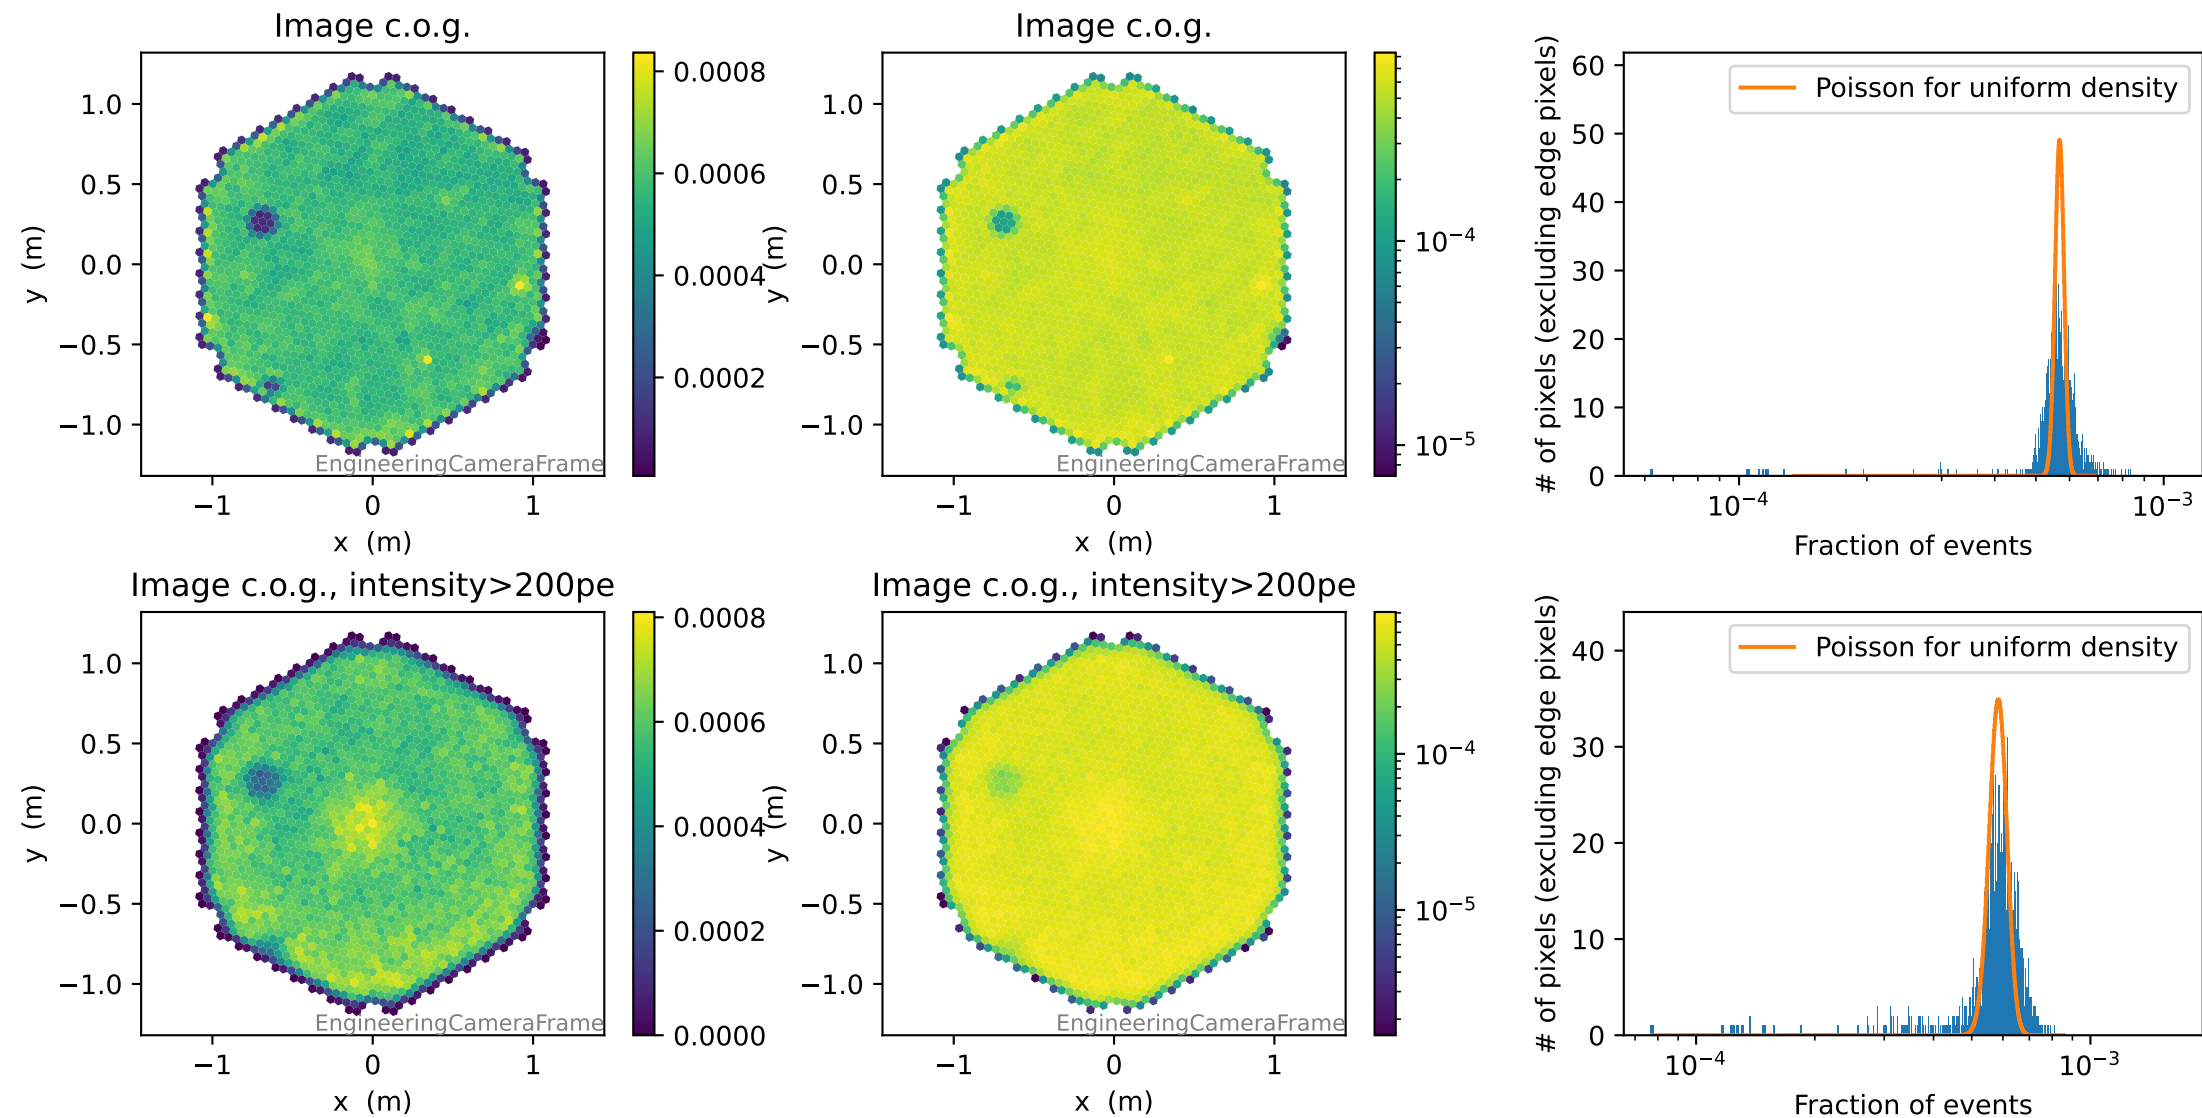 Image c.o.g.
1.0
0.5
0.0
−0.5
−1.0
y (m)
−1
0
1
x (m)
EngineeringCameraFrame
0.0008
0.0006
0.0004
0.0002
Image c.o.g.
1.0
0.5
0.0
−0.5
−1.0
y (m)
−1
0
1
x (m)
EngineeringCameraFrame
10⁻⁴
10⁻⁵
60
50
40
30
20
10
0
# of pixels (excluding edge pixels)
Poisson for uniform density
10⁻⁴
10⁻³
Fraction of events
Image c.o.g., intensity>200pe
1.0
0.5
0.0
−0.5
−1.0
y (m)
−1
0
1
x (m)
EngineeringCameraFrame
0.0008
0.0006
0.0004
0.0002
0.0000
Image c.o.g., intensity>200pe
1.0
0.5
0.0
−0.5
−1.0
y (m)
−1
0
1
x (m)
EngineeringCameraFrame
10⁻⁴
10⁻⁵
40
30
20
10
0
# of pixels (excluding edge pixels)
Poisson for uniform density
10⁻⁴
10⁻³
Fraction of events